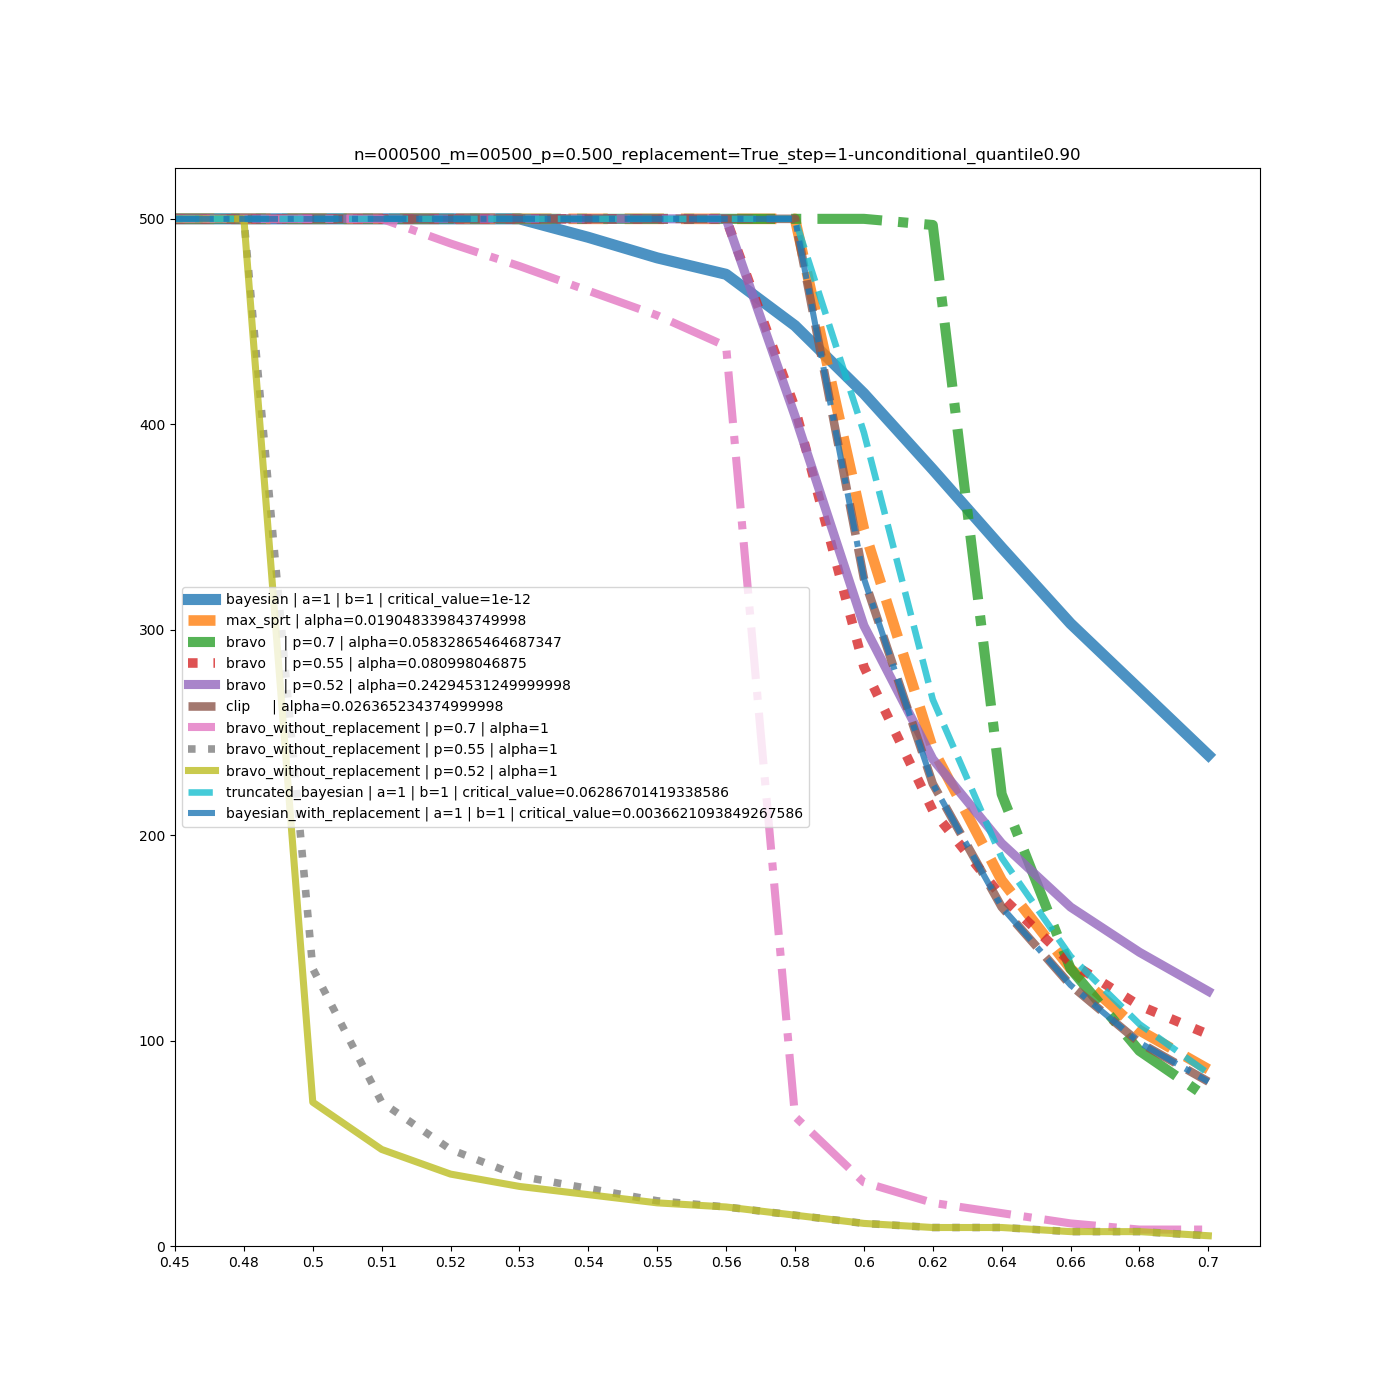 n=000500_m=00500_p=0.500_replacement=True_step=1-unconditional_quantile0.90
500
400
300
200
100
0
bayesian | a=1 | b=1 | critical_value=1e-12
max_sprt | alpha=0.019048339843749998
bravo | p=0.7 | alpha=0.05832865464687347
bravo | p=0.55 | alpha=0.080998046875
bravo | p=0.52 | alpha=0.24294531249999998
clip | alpha=0.026365234374999998
bravo_without_replacement | p=0.7 | alpha=1
bravo_without_replacement | p=0.55 | alpha=1
bravo_without_replacement | p=0.52 | alpha=1
truncated_bayesian | a=1 | b=1 | critical_value=0.06286701419338586
bayesian_with_replacement | a=1 | b=1 | critical_value=0.0036621093849267586
0.45 0.48 0.5 0.51 0.52 0.53 0.54 0.55 0.56 0.58 0.6 0.62 0.64 0.66 0.68 0.7